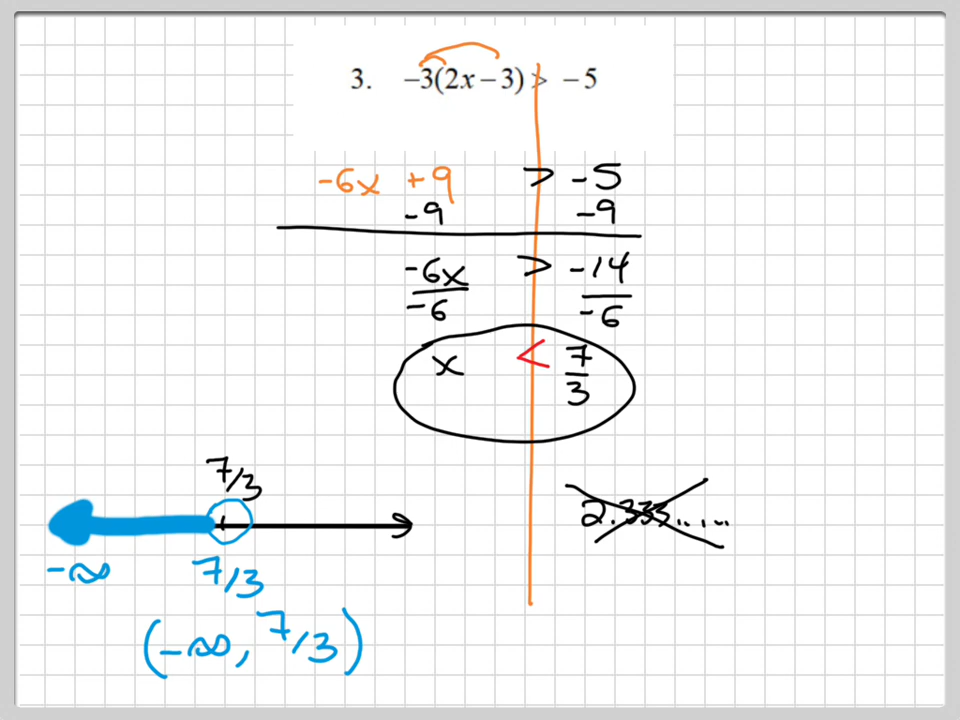 3. −3(2x − 3) > −5
-6x +9 > -5
-9 -9
-6x > -14
-6 -6
x < 7/3
7/3
2.333.....
-∞ 7/3
(-∞, 7/3)